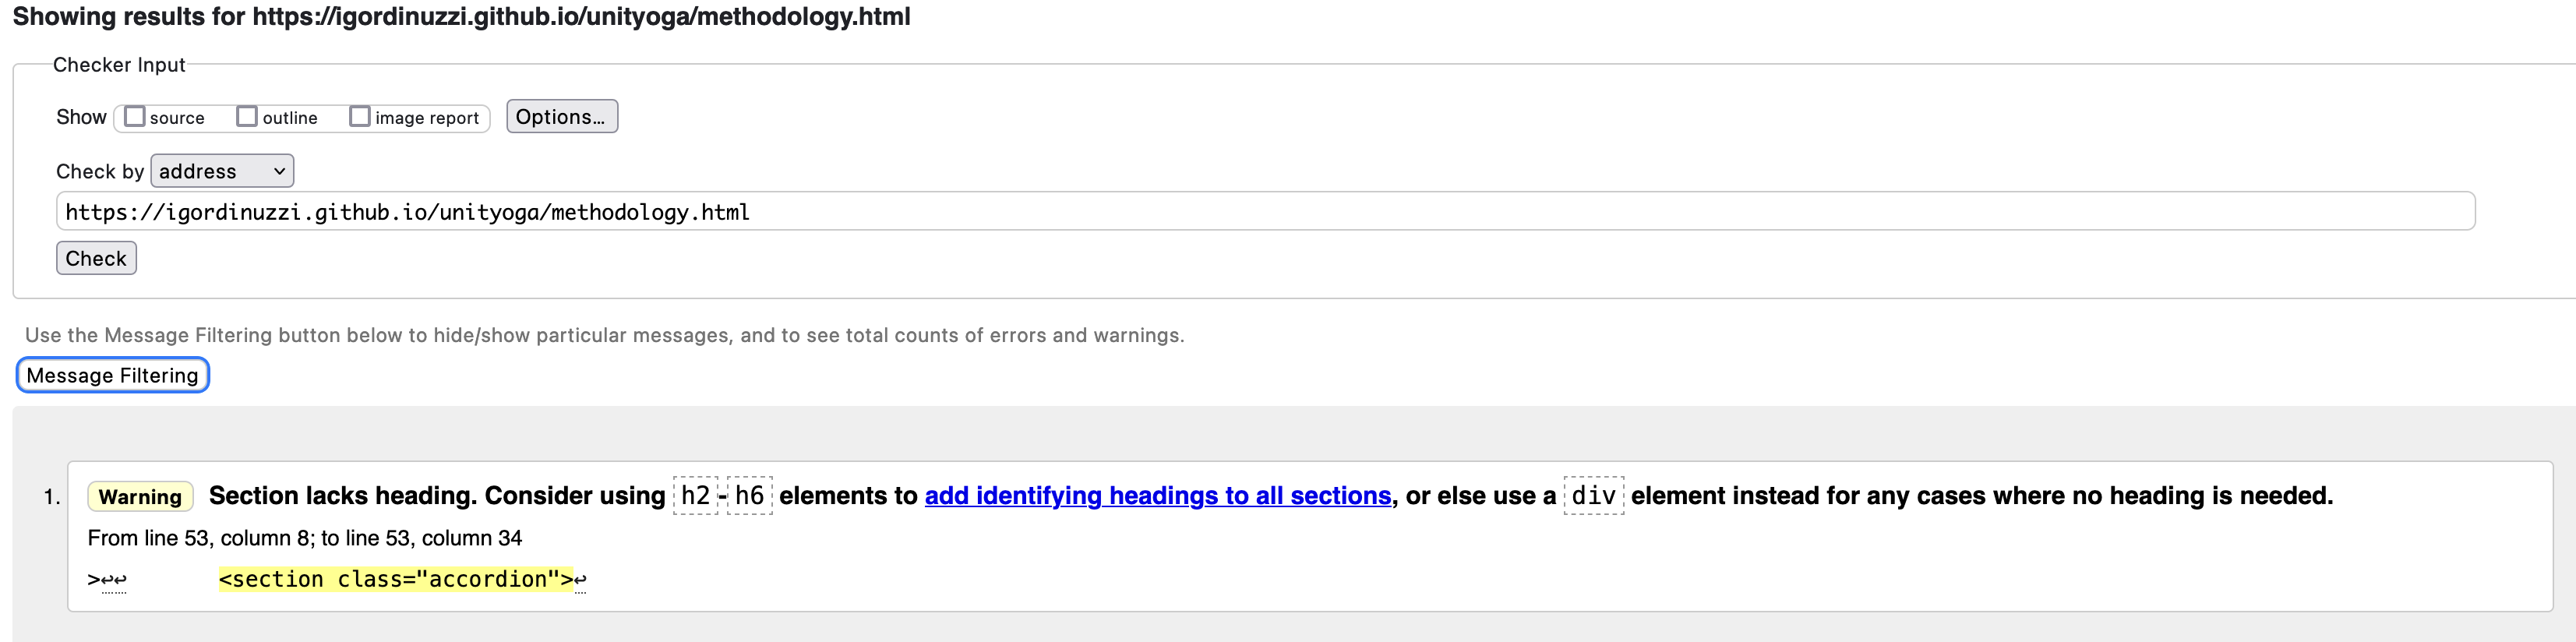 Showing results for https://igordinuzzi.github.io/unityoga/methodology.html
Checker Input
Show source outline image report Options...
Check by address
https://igordinuzzi.github.io/unityoga/methodology.html
Check
Use the Message Filtering button below to hide/show particular messages, and to see total counts of errors and warnings.
Message Filtering
1. Warning Section lacks heading. Consider using h2-h6 elements to add identifying headings to all sections, or else use a div element instead for any cases where no heading is needed.
From line 53, column 8; to line 53, column 34
>↩↩ <section class="accordion">↩